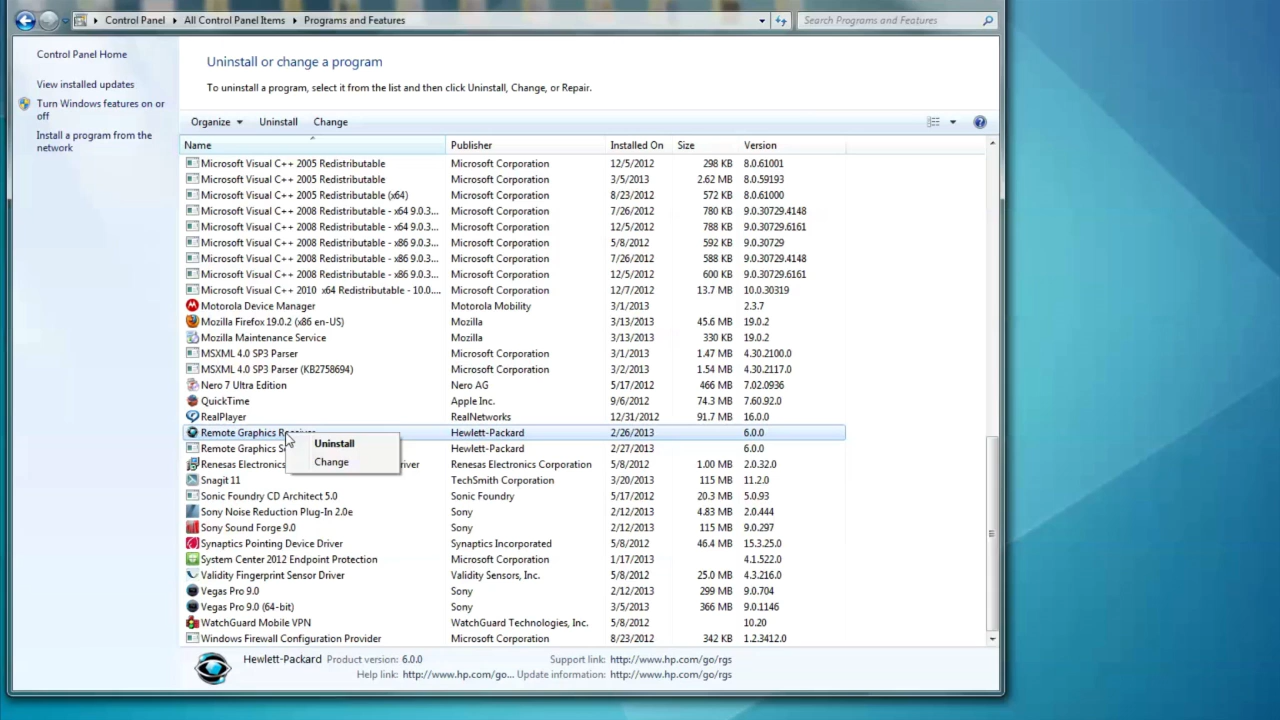 Control Panel All Control Panel Items Programs and Features Search Programs and Features
Control Panel Home
View installed updates
Turn Windows features on or
off
Install a program from the
network
Uninstall or change a program
To uninstall a program, select it from the list and then click Uninstall, Change, or Repair.
Organize Uninstall Change
Name Publisher Installed On Size Version
Microsoft Visual C++ 2005 Redistributable Microsoft Corporation 12/5/2012 298 KB 8.0.61001
Microsoft Visual C++ 2005 Redistributable Microsoft Corporation 3/5/2013 2.62 MB 8.0.59193
Microsoft Visual C++ 2005 Redistributable (x64) Microsoft Corporation 8/23/2012 572 KB 8.0.61000
Microsoft Visual C++ 2008 Redistributable - x64 9.0.3... Microsoft Corporation 7/26/2012 780 KB 9.0.30729.4148
Microsoft Visual C++ 2008 Redistributable - x64 9.0.3... Microsoft Corporation 12/5/2012 788 KB 9.0.30729.6161
Microsoft Visual C++ 2008 Redistributable - x86 9.0.3... Microsoft Corporation 5/8/2012 592 KB 9.0.30729
Microsoft Visual C++ 2008 Redistributable - x86 9.0.3... Microsoft Corporation 7/26/2012 588 KB 9.0.30729.4148
Microsoft Visual C++ 2008 Redistributable - x86 9.0.3... Microsoft Corporation 12/5/2012 600 KB 9.0.30729.6161
Microsoft Visual C++ 2010 x64 Redistributable - 10.0.... Microsoft Corporation 12/7/2012 13.7 MB 10.0.30319
Motorola Device Manager Motorola Mobility 3/1/2013 2.3.7
Mozilla Firefox 19.0.2 (x86 en-US) Mozilla 3/13/2013 45.6 MB 19.0.2
Mozilla Maintenance Service Mozilla 3/13/2013 330 KB 19.0.2
MSXML 4.0 SP3 Parser Microsoft Corporation 3/1/2013 1.47 MB 4.30.2100.0
MSXML 4.0 SP3 Parser (KB2758694) Microsoft Corporation 3/2/2013 1.54 MB 4.30.2117.0
Nero 7 Ultra Edition Nero AG 5/17/2012 466 MB 7.02.0936
QuickTime Apple Inc. 9/6/2012 74.3 MB 7.60.92.0
RealPlayer RealNetworks 12/31/2012 91.7 MB 16.0.0
Remote Graphics Hewlett-Packard 2/26/2013 6.0.0
Uninstall
Remote Graphics Hewlett-Packard 2/27/2013 6.0.0
Change
Renesas Electronics Renesas Electronics Corporation 5/8/2012 1.00 MB 2.0.32.0
Snagit 11 TechSmith Corporation 3/20/2013 115 MB 11.2.0
Sonic Foundry CD Architect 5.0 Sonic Foundry 5/17/2012 20.3 MB 5.0.93
Sony Noise Reduction Plug-In 2.0e Sony 2/12/2013 4.83 MB 2.0.444
Sony Sound Forge 9.0 Sony 2/12/2013 115 MB 9.0.297
Synaptics Pointing Device Driver Synaptics Incorporated 5/8/2012 46.4 MB 15.3.25.0
System Center 2012 Endpoint Protection Microsoft Corporation 1/17/2013 4.1.522.0
Validity Fingerprint Sensor Driver Validity Sensors, Inc. 5/8/2012 25.0 MB 4.3.216.0
Vegas Pro 9.0 Sony 2/12/2013 299 MB 9.0.704
Vegas Pro 9.0 (64-bit) Sony 3/5/2013 366 MB 9.0.1146
WatchGuard Mobile VPN WatchGuard Technologies, Inc. 10.20
Windows Firewall Configuration Provider Microsoft Corporation 8/23/2012 342 KB 1.2.3412.0
Hewlett-Packard Product version: 6.0.0 Support link: http://www.hp.com/go/rgs
Help link: http://www.hp.com/go... Update information: http://www.hp.com/go/rgs